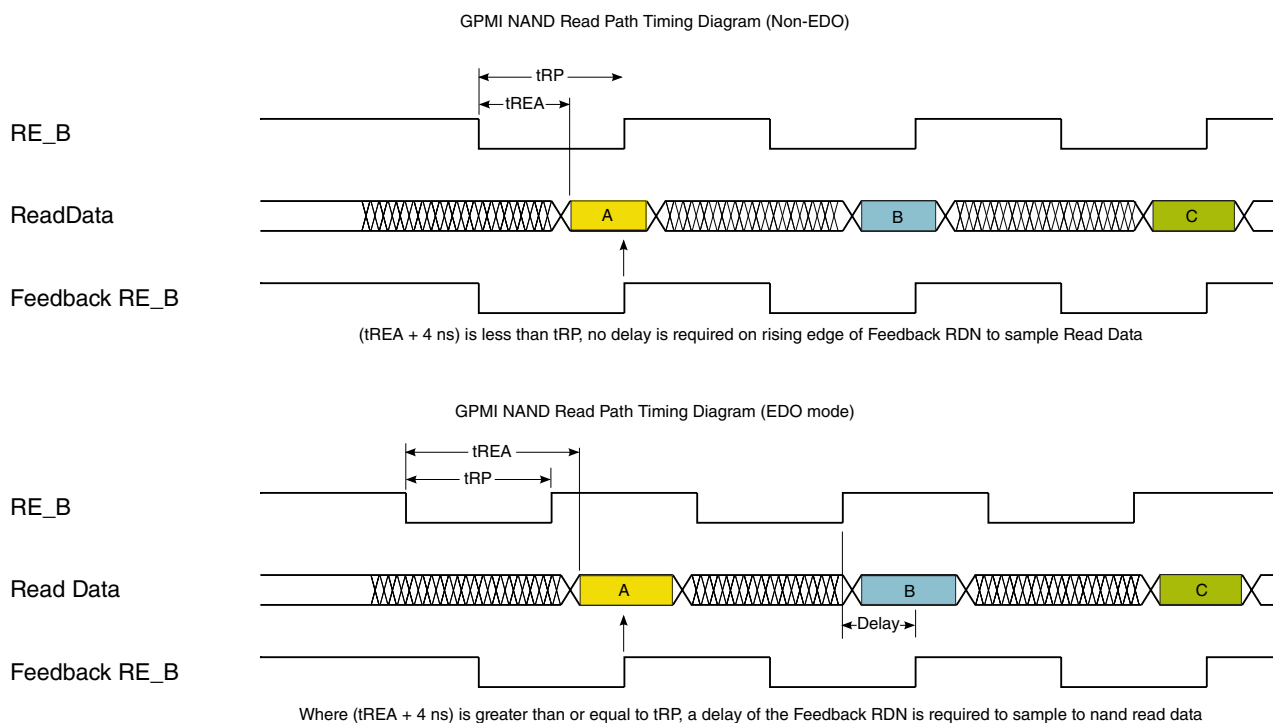 GPMI NAND Read Path Timing Diagram (Non-EDO)
tRP
tREA
RE_B
ReadData
A
B
C
Feedback RE_B
(tREA + 4 ns) is less than tRP, no delay is required on rising edge of Feedback RDN to sample Read Data
GPMI NAND Read Path Timing Diagram (EDO mode)
tREA
tRP
RE_B
Read Data
A
B
C
Delay
Feedback RE_B
Where (tREA + 4 ns) is greater than or equal to tRP, a delay of the Feedback RDN is required to sample to nand read data